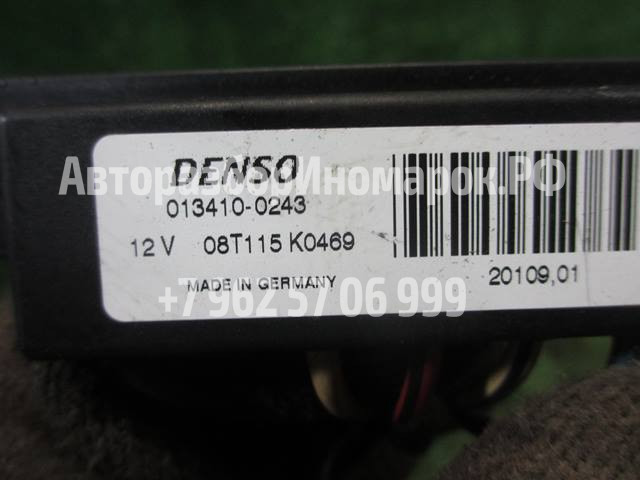 DENSO
АвторазборИномарок.РФ
013410-0243
12 V 08T115 K0469
MADE IN GERMANY
20109,01
+7 962 57 06 999